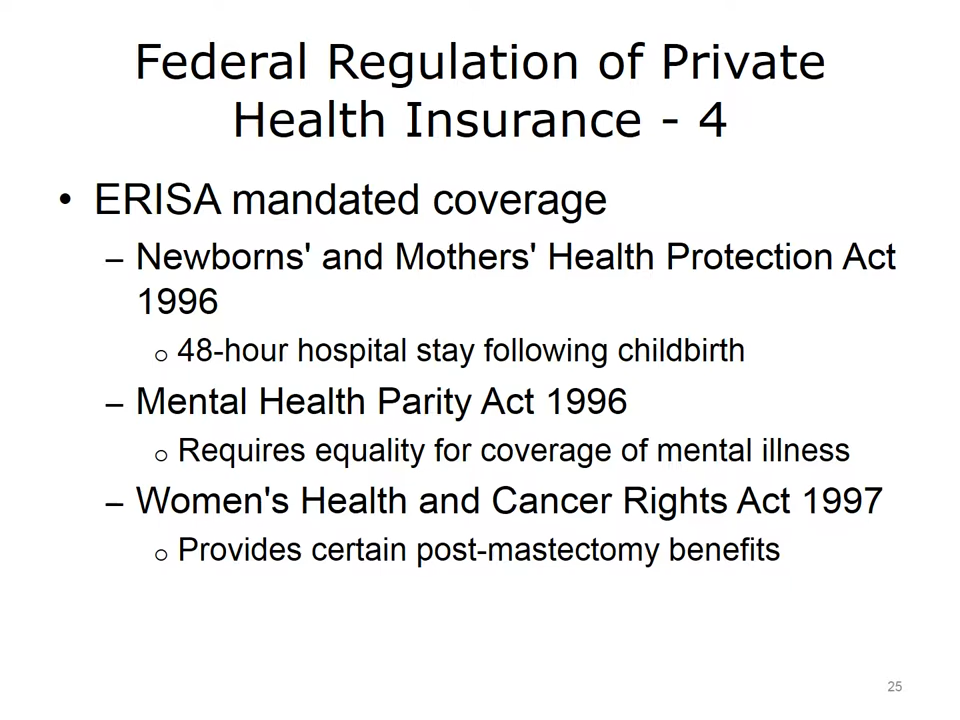 Federal Regulation of Private
Health Insurance - 4
• ERISA mandated coverage
– Newborns' and Mothers' Health Protection Act
1996
o 48-hour hospital stay following childbirth
– Mental Health Parity Act 1996
o Requires equality for coverage of mental illness
– Women's Health and Cancer Rights Act 1997
o Provides certain post-mastectomy benefits
25